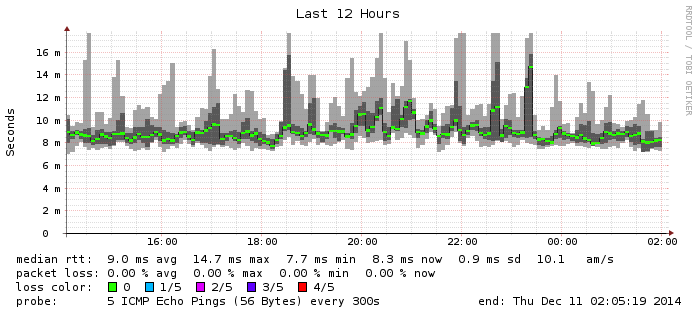 Last 12 Hours
RRDTOOL / TOBI OETIKER
Seconds
16 m
14 m
12 m
10 m
8 m
6 m
4 m
2 m
0
16:00 18:00 20:00 22:00 00:00 02:00
median rtt: 9.0 ms avg 14.7 ms max 7.7 ms min 8.3 ms now 0.9 ms sd 10.1 am/s
packet loss: 0.00 % avg 0.00 % max 0.00 % min 0.00 % now
loss color: 0 1/5 2/5 3/5 4/5
probe: 5 ICMP Echo Pings (56 Bytes) every 300s end: Thu Dec 11 02:05:19 2014